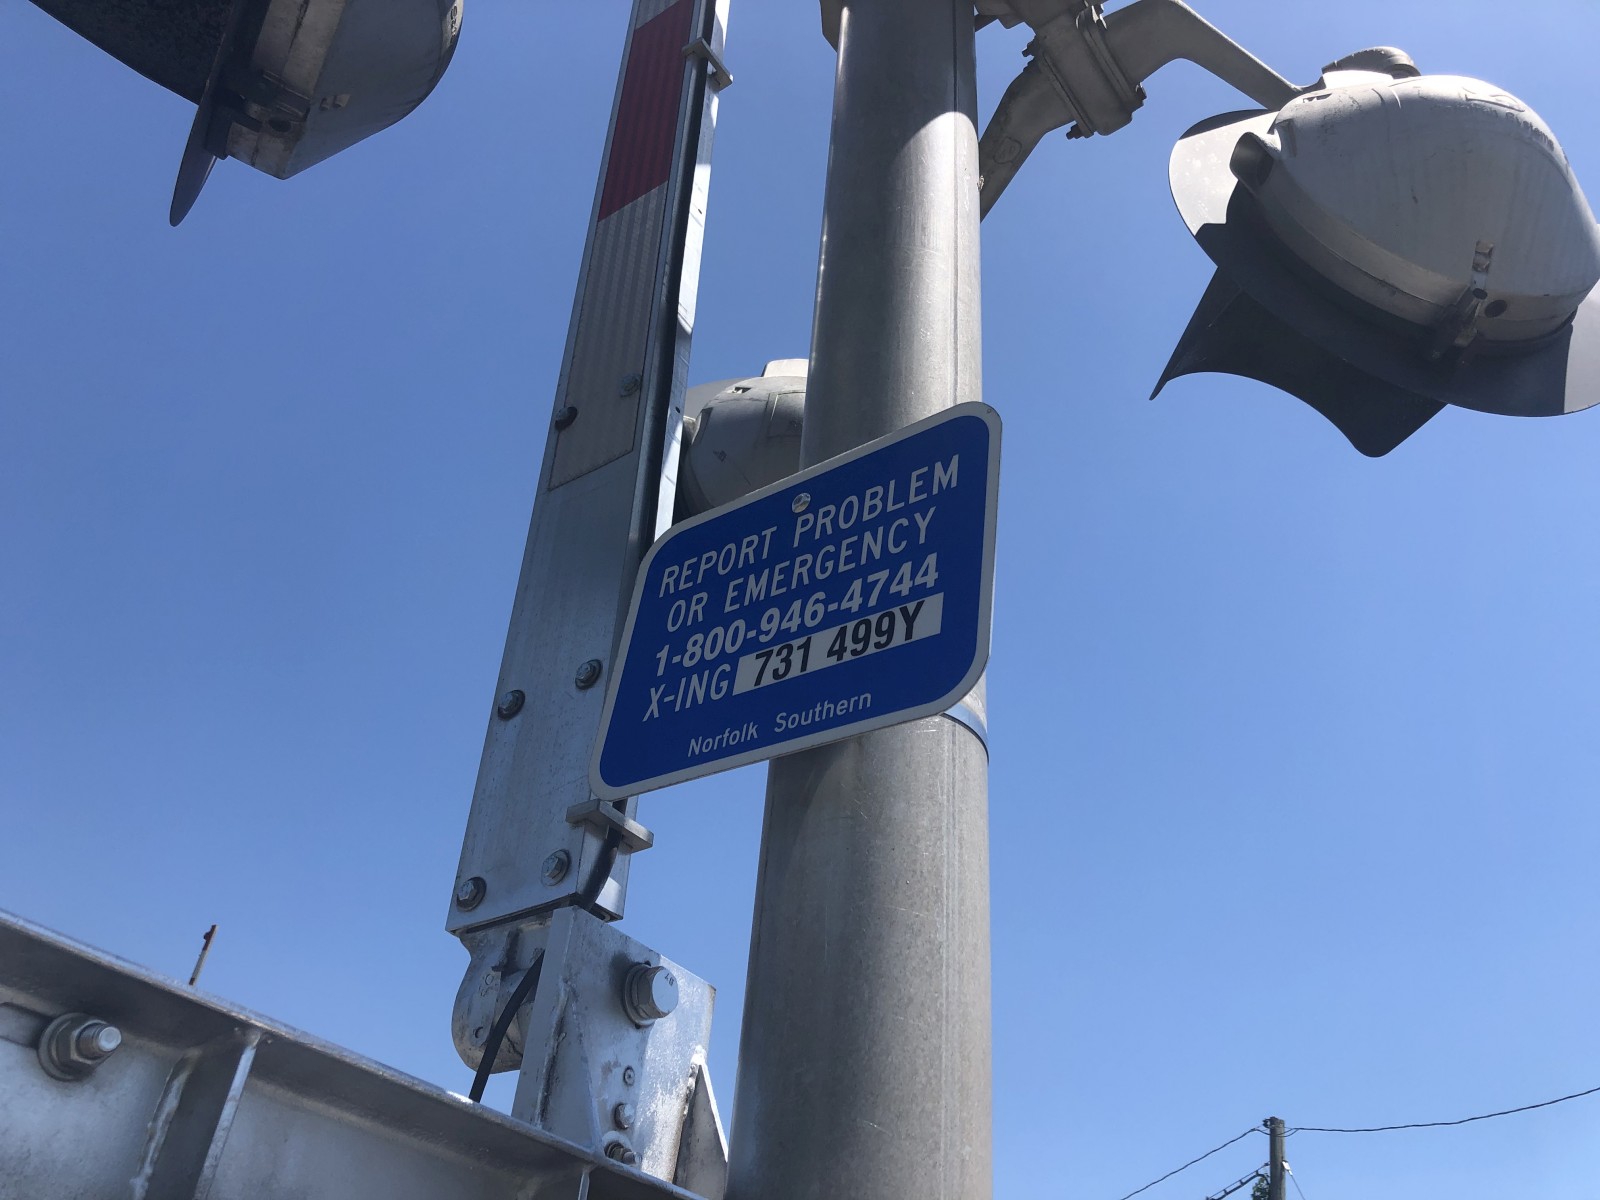 REPORT PROBLEM
OR EMERGENCY
1-800-946-4744
X-ING 731 499Y
Norfolk Southern